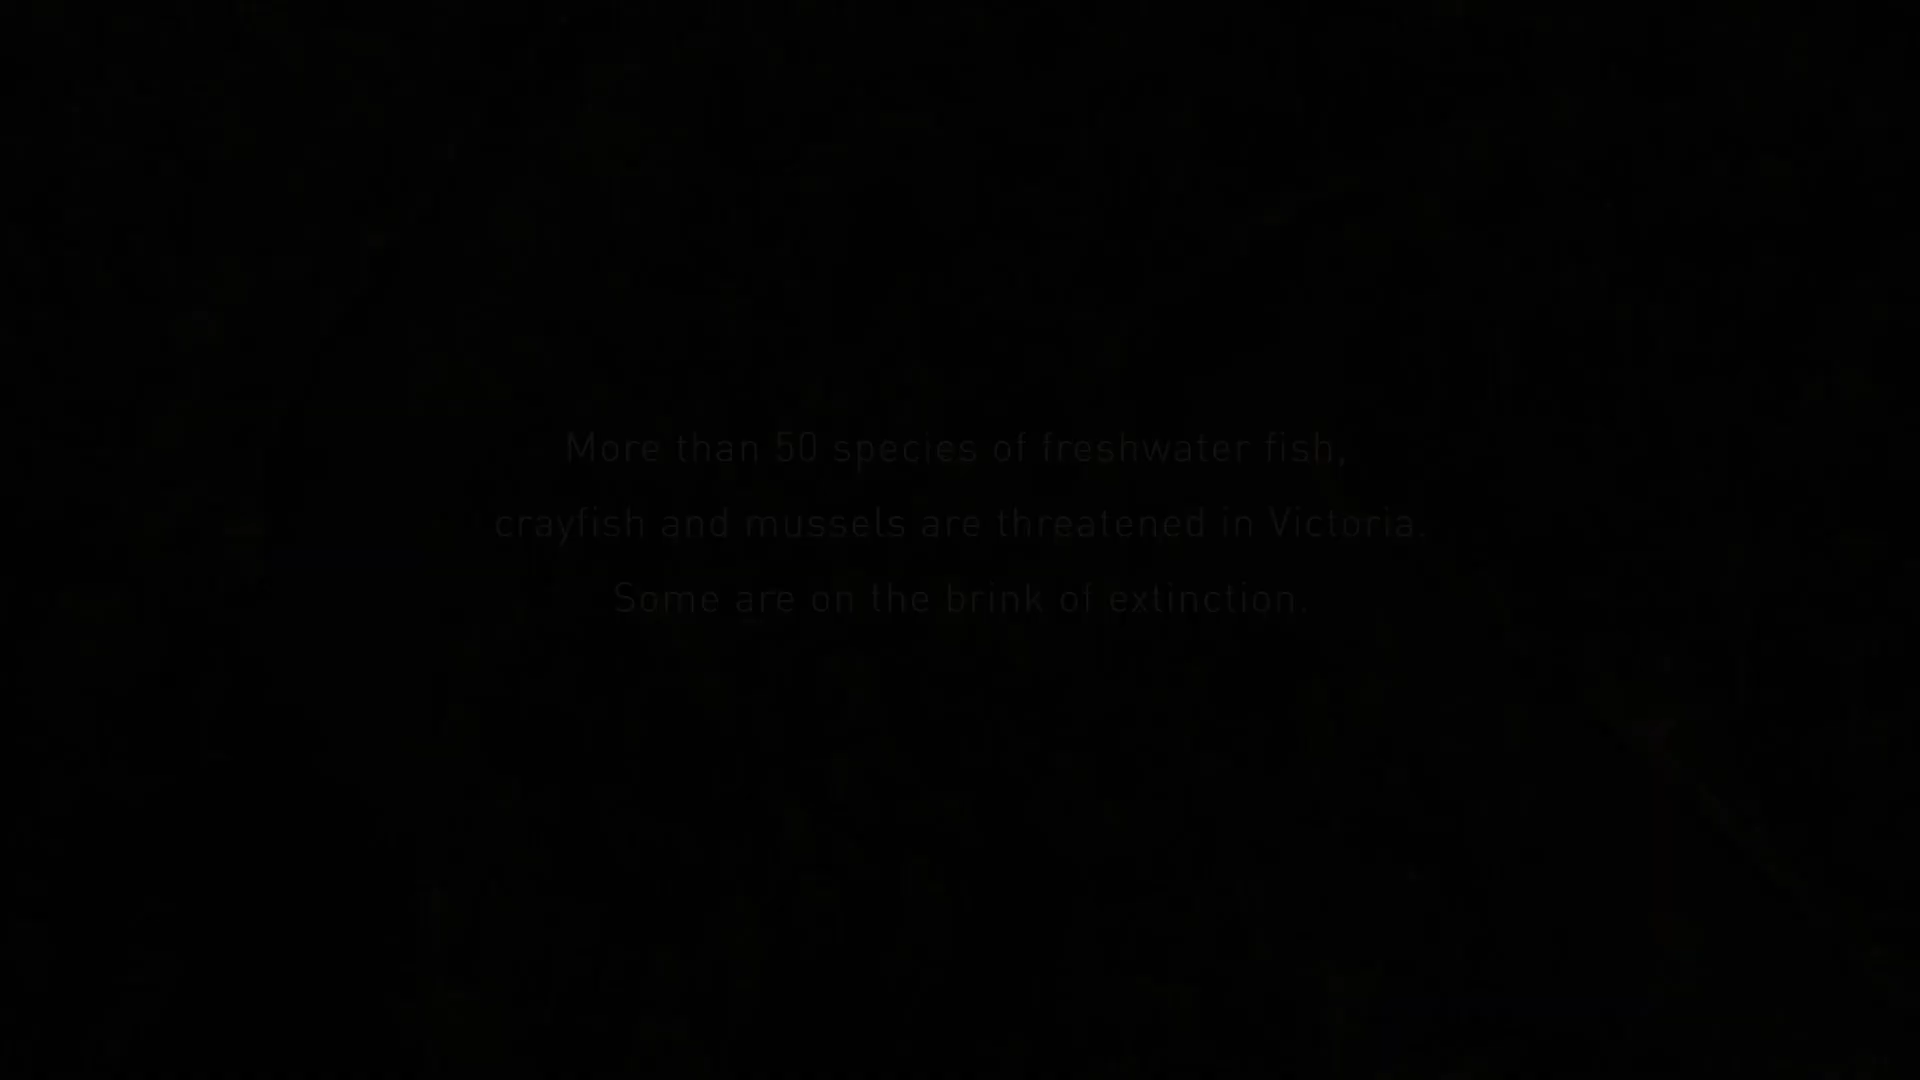 More than 50 species of freshwater fish,
crayfish and mussels are threatened in Victoria.
Some are on the brink of extinction.